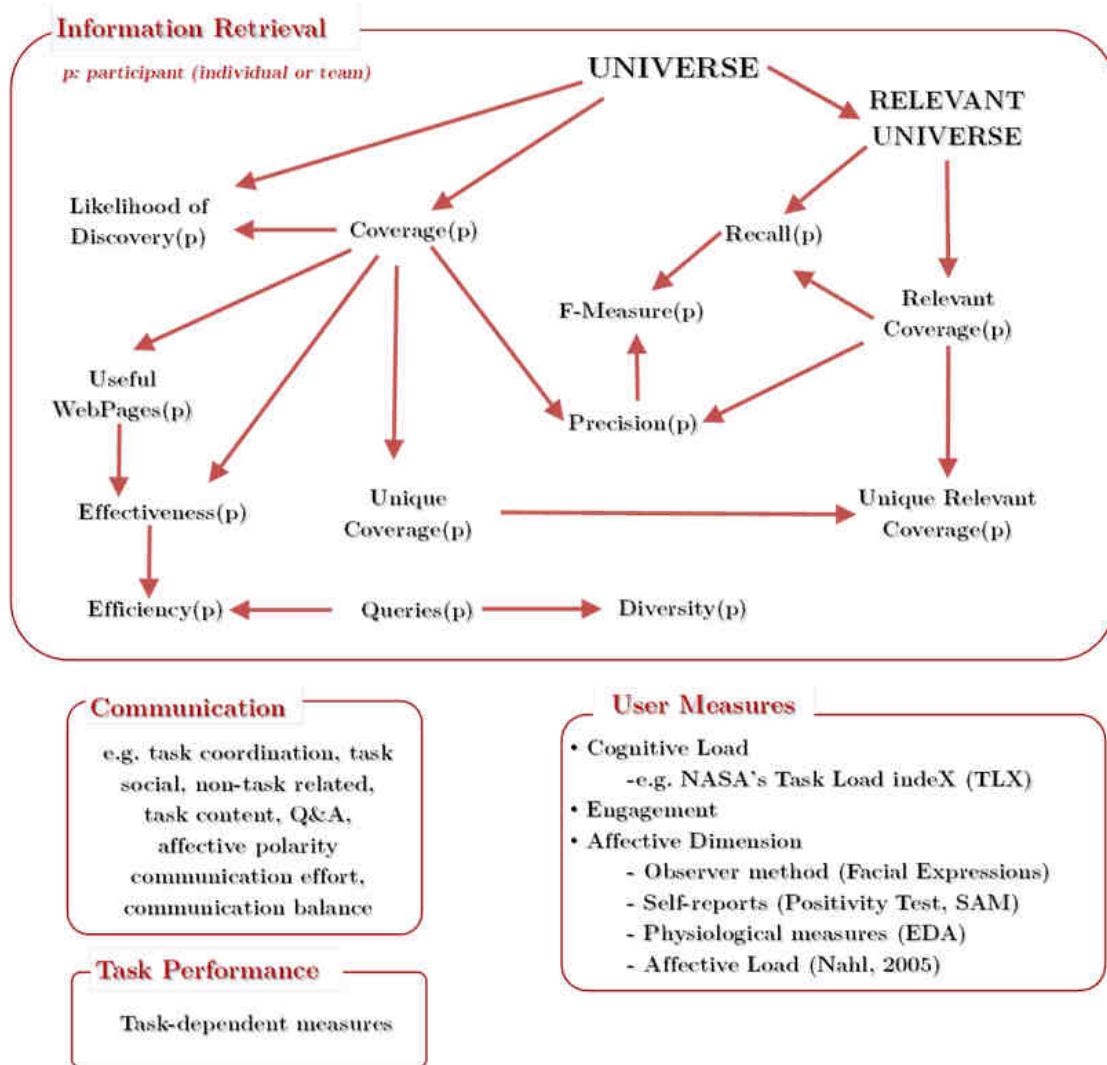 Information Retrieval
p: participant (individual or team)
UNIVERSE
RELEVANT
UNIVERSE
Likelihood of
Discovery(p)
Coverage(p)
Recall(p)
F-Measure(p)
Relevant
Coverage(p)
Useful
WebPages(p)
Precision(p)
Effectiveness(p)
Unique
Coverage(p)
Unique Relevant
Coverage(p)
Efficiency(p)
Queries(p)
Diversity(p)
Communication
e.g. task coordination, task
social, non-task related,
task content, Q&A,
affective polarity
communication effort,
communication balance
Task Performance
Task-dependent measures
User Measures
• Cognitive Load
-e.g. NASA's Task Load indeX (TLX)
• Engagement
• Affective Dimension
- Observer method (Facial Expressions)
- Self-reports (Positivity Test, SAM)
- Physiological measures (EDA)
- Affective Load (Nahl, 2005)